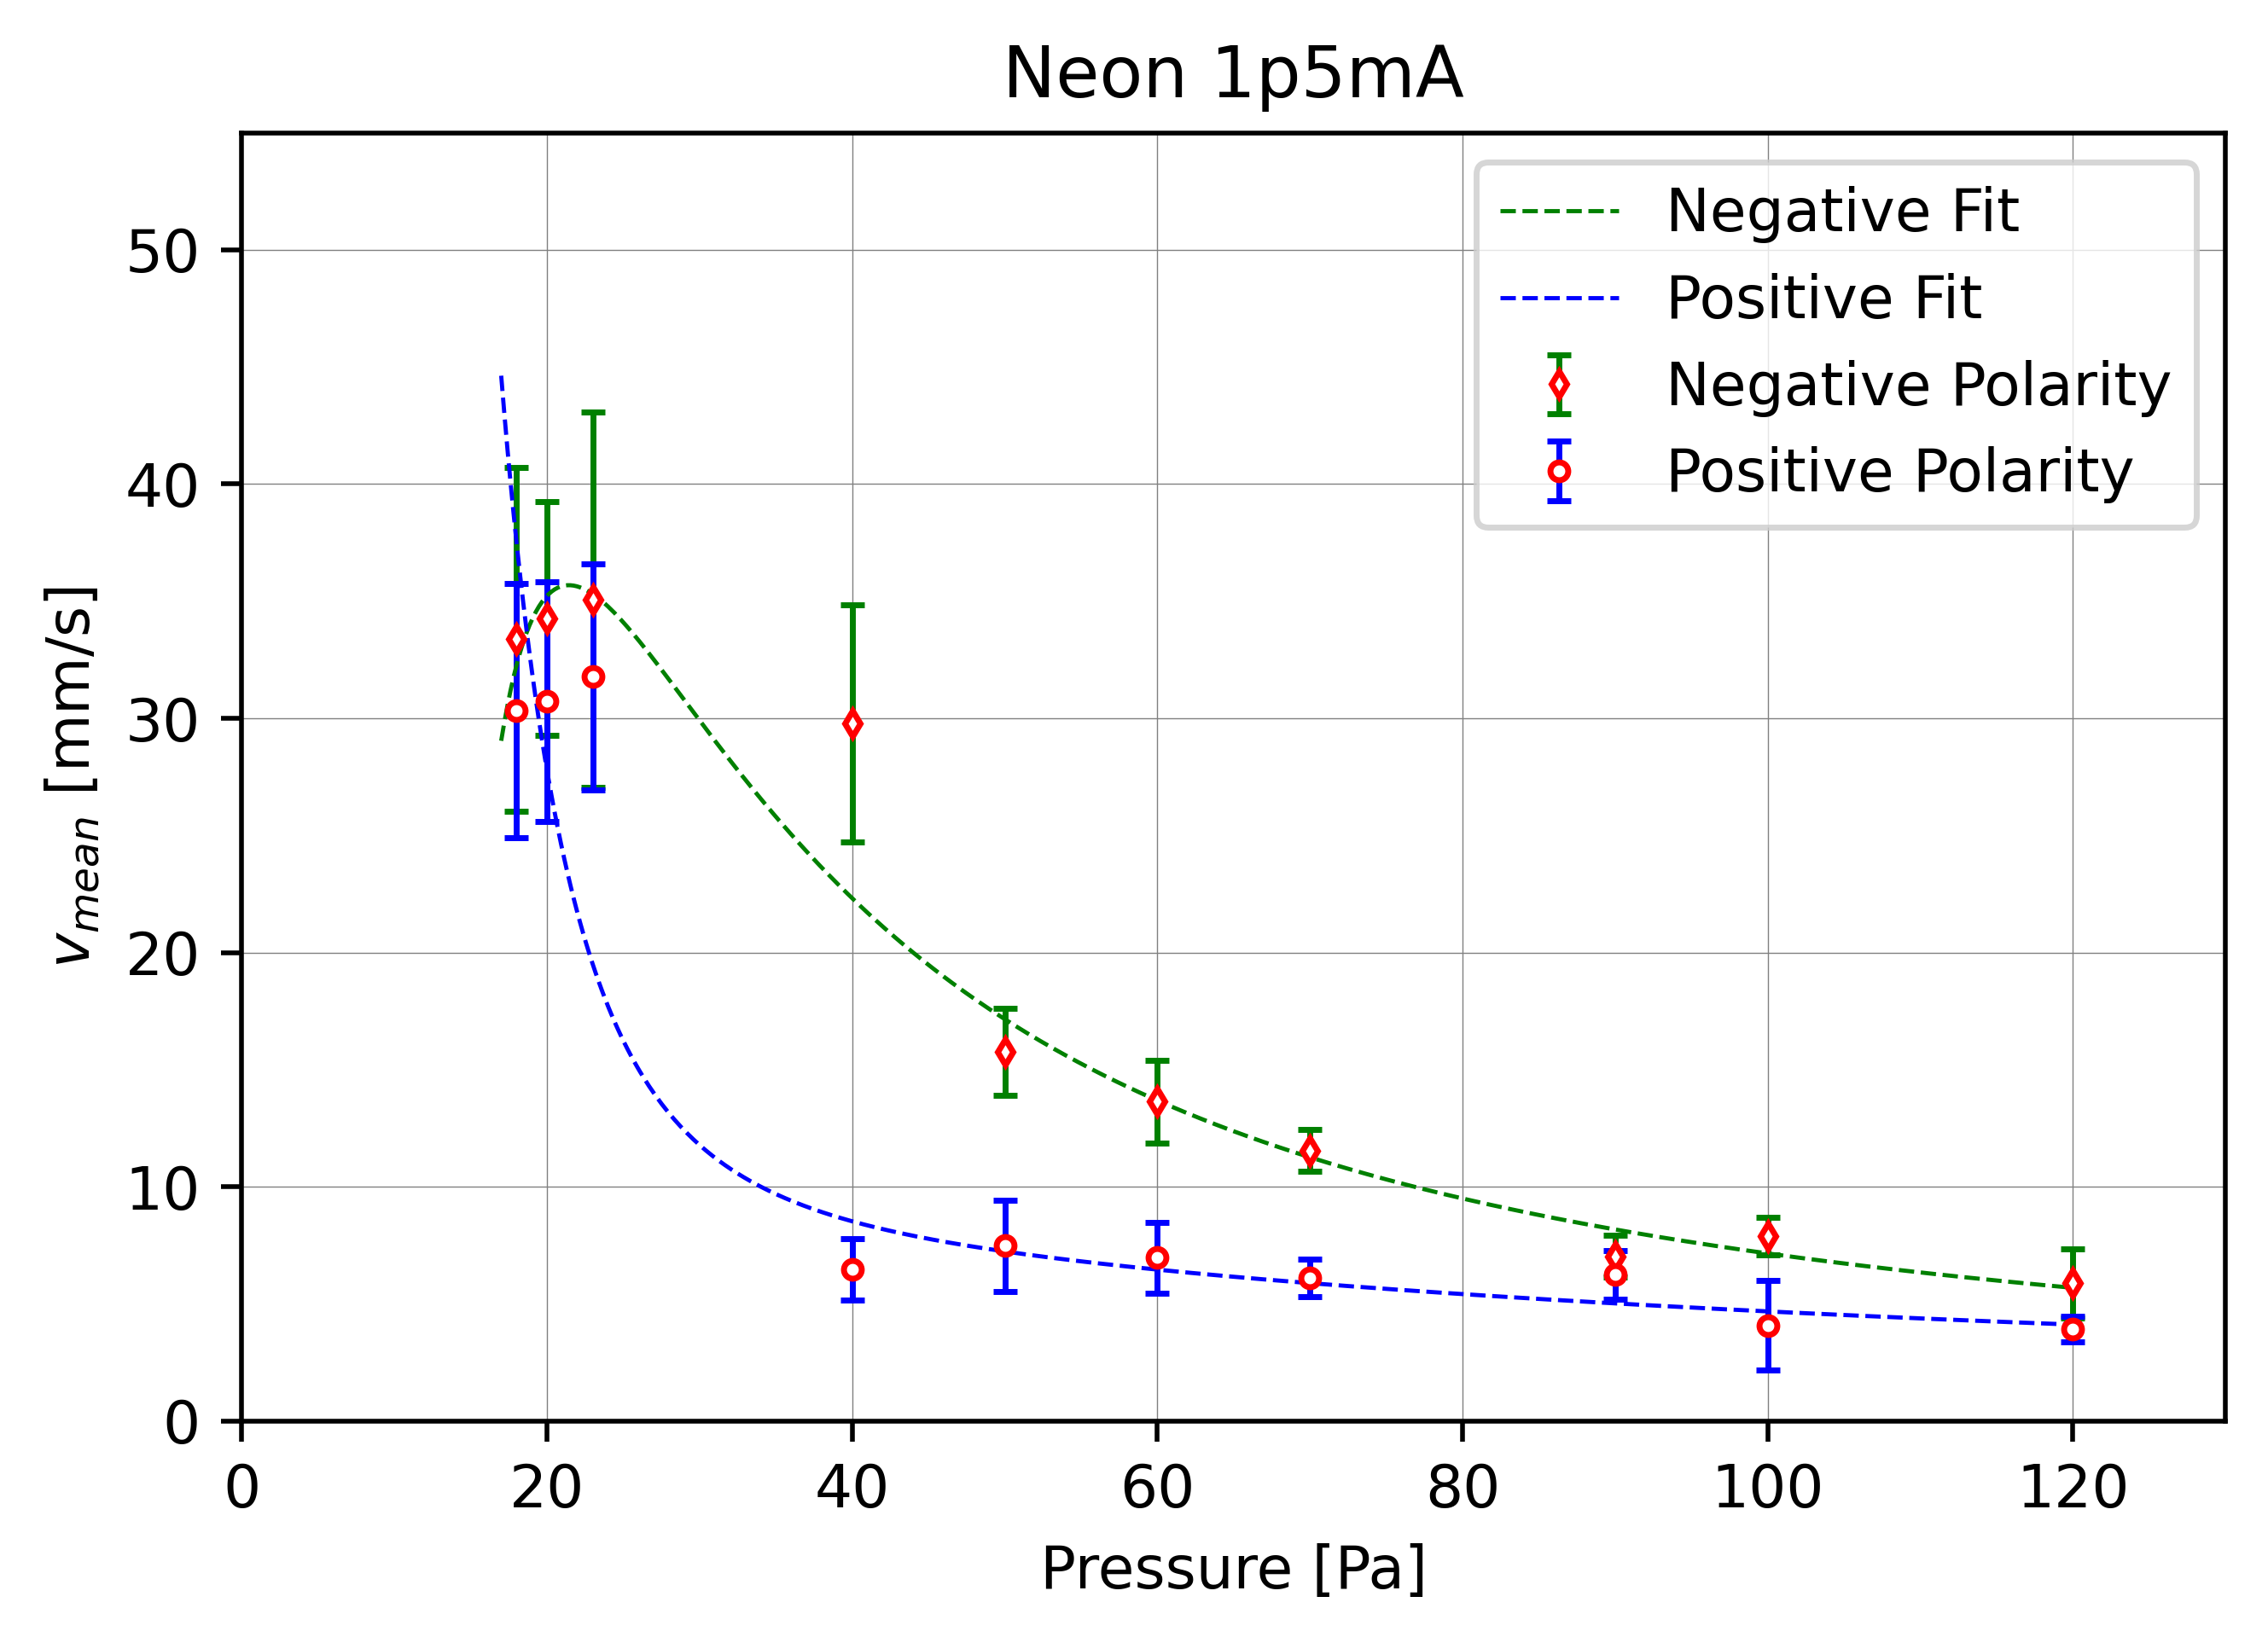 Neon 1p5mA
Negative Fit
Positive Fit
Negative Polarity
Positive Polarity
50
40
30
20
10
0
v_mean [mm/s]
0 20 40 60 80 100 120
Pressure [Pa]